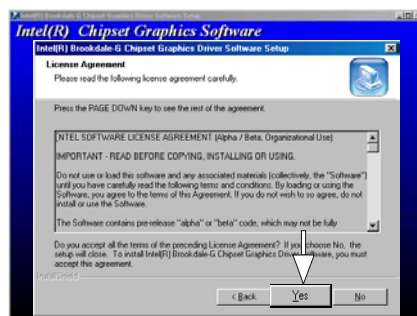 Intel(R) Brookdale-G Chipset Graphics Driver Software Setup
Intel(R) Chipset Graphics Software
Intel(R) Brookdale-G Chipset Graphics Driver Software Setup
License Agreement
Please read the following license agreement carefully.
Press the PAGE DOWN key to see the rest of the agreement.
INTEL SOFTWARE LICENSE AGREEMENT (Alpha / Beta, Organizational Use)
IMPORTANT - READ BEFORE COPYING, INSTALLING OR USING.
Do not use or load this software and any associated materials (collectively, the "Software")
until you have carefully read the following terms and conditions. By loading or using the
Software, you agree to the terms of this Agreement. If you do not wish to so agree, do not
install or use the Software.
The Software contains pre-release "alpha" or "beta" code, which may not be fully
Do you accept all the terms of the preceding License Agreement? If you choose No, the
setup will close. To install Intel(R) Brookdale-G Chipset Graphics Driver Software, you must
accept this agreement.
InstallShield
< Back
Yes
No